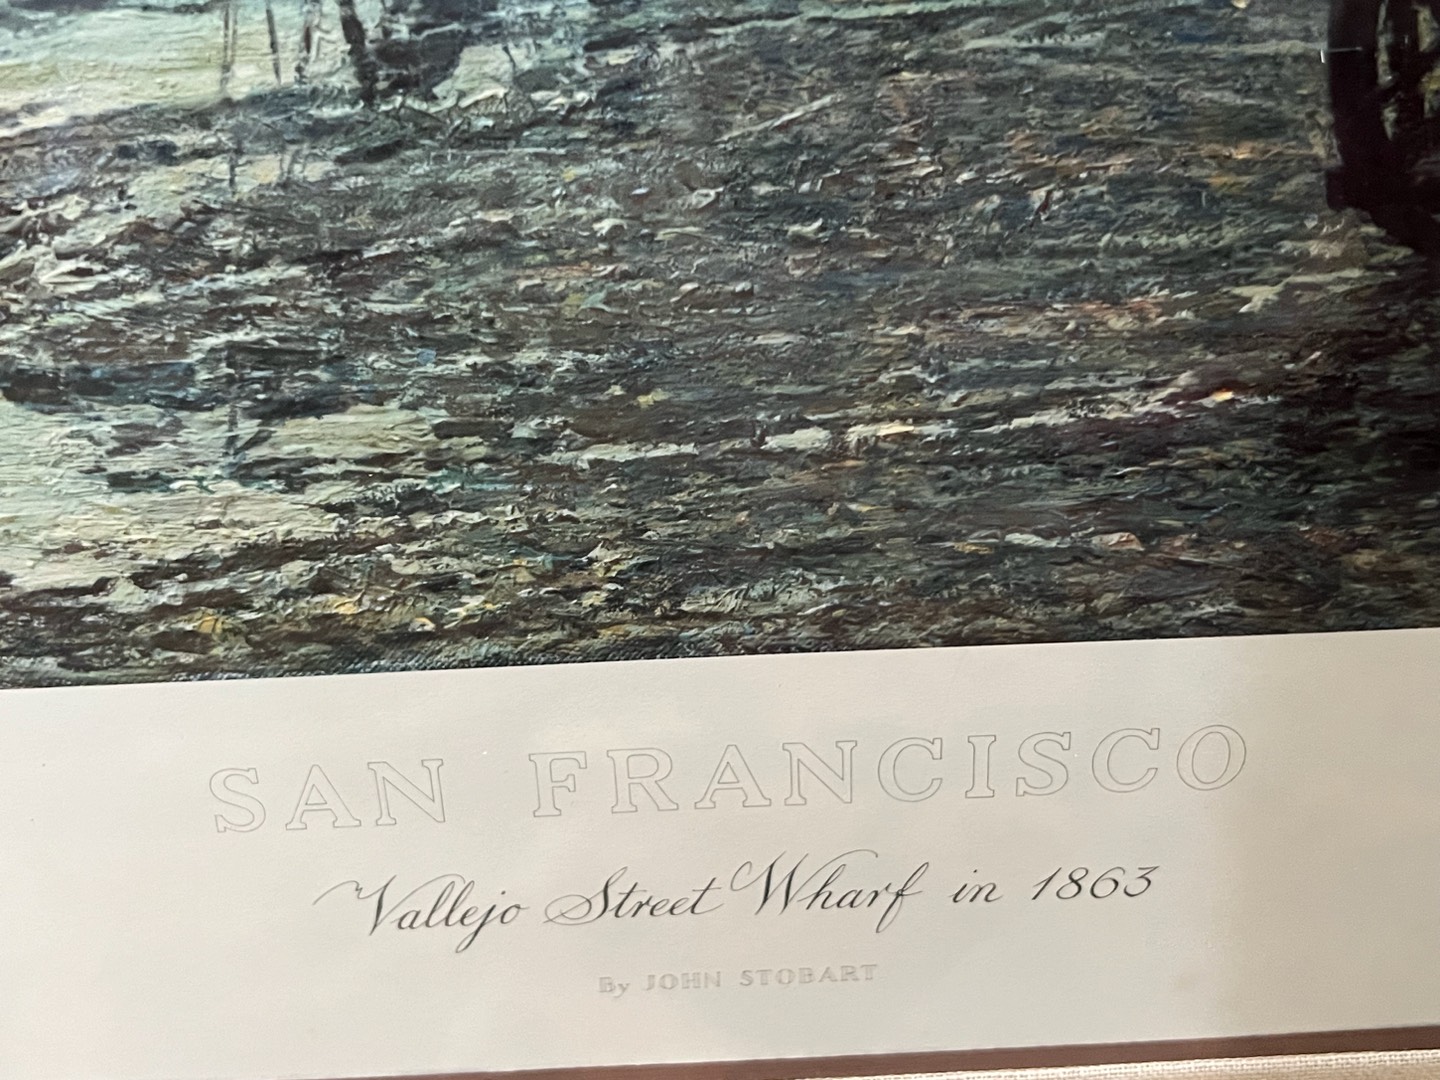 SAN FRANCISCO
Vallejo Street Wharf in 1863
By JOHN STOBART